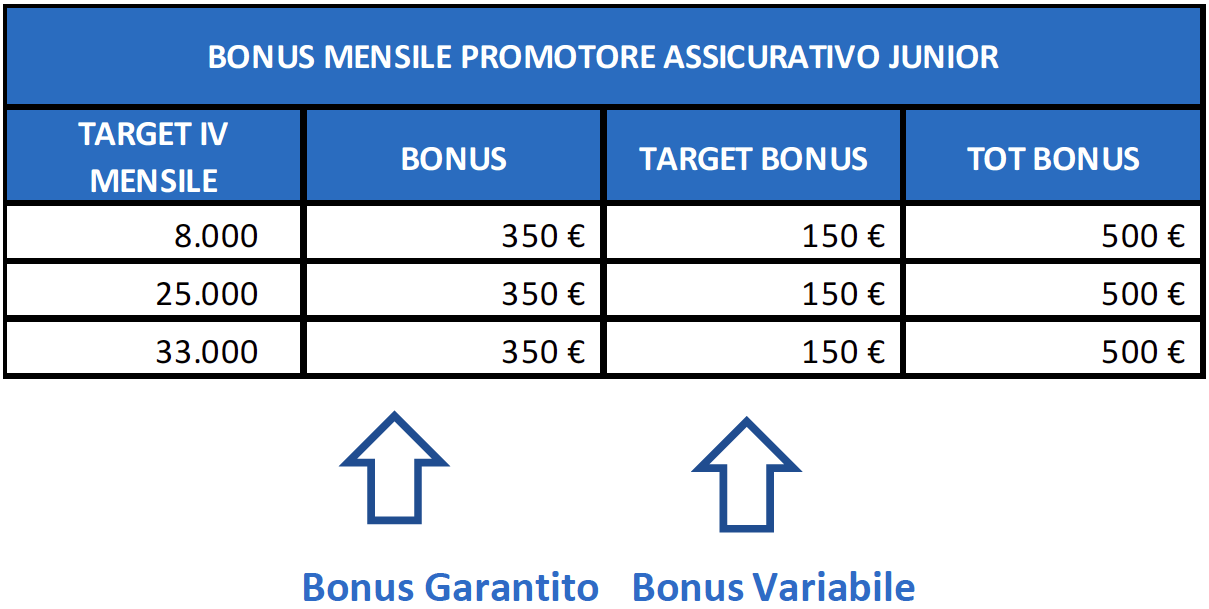 BONUS MENSILE PROMOTORE ASSICURATIVO JUNIOR
TARGET IV
MENSILE
BONUS
TARGET BONUS
TOT BONUS
8.000 350 € 150 € 500 €
25.000 350 € 150 € 500 €
33.000 350 € 150 € 500 €
Bonus Garantito Bonus Variabile